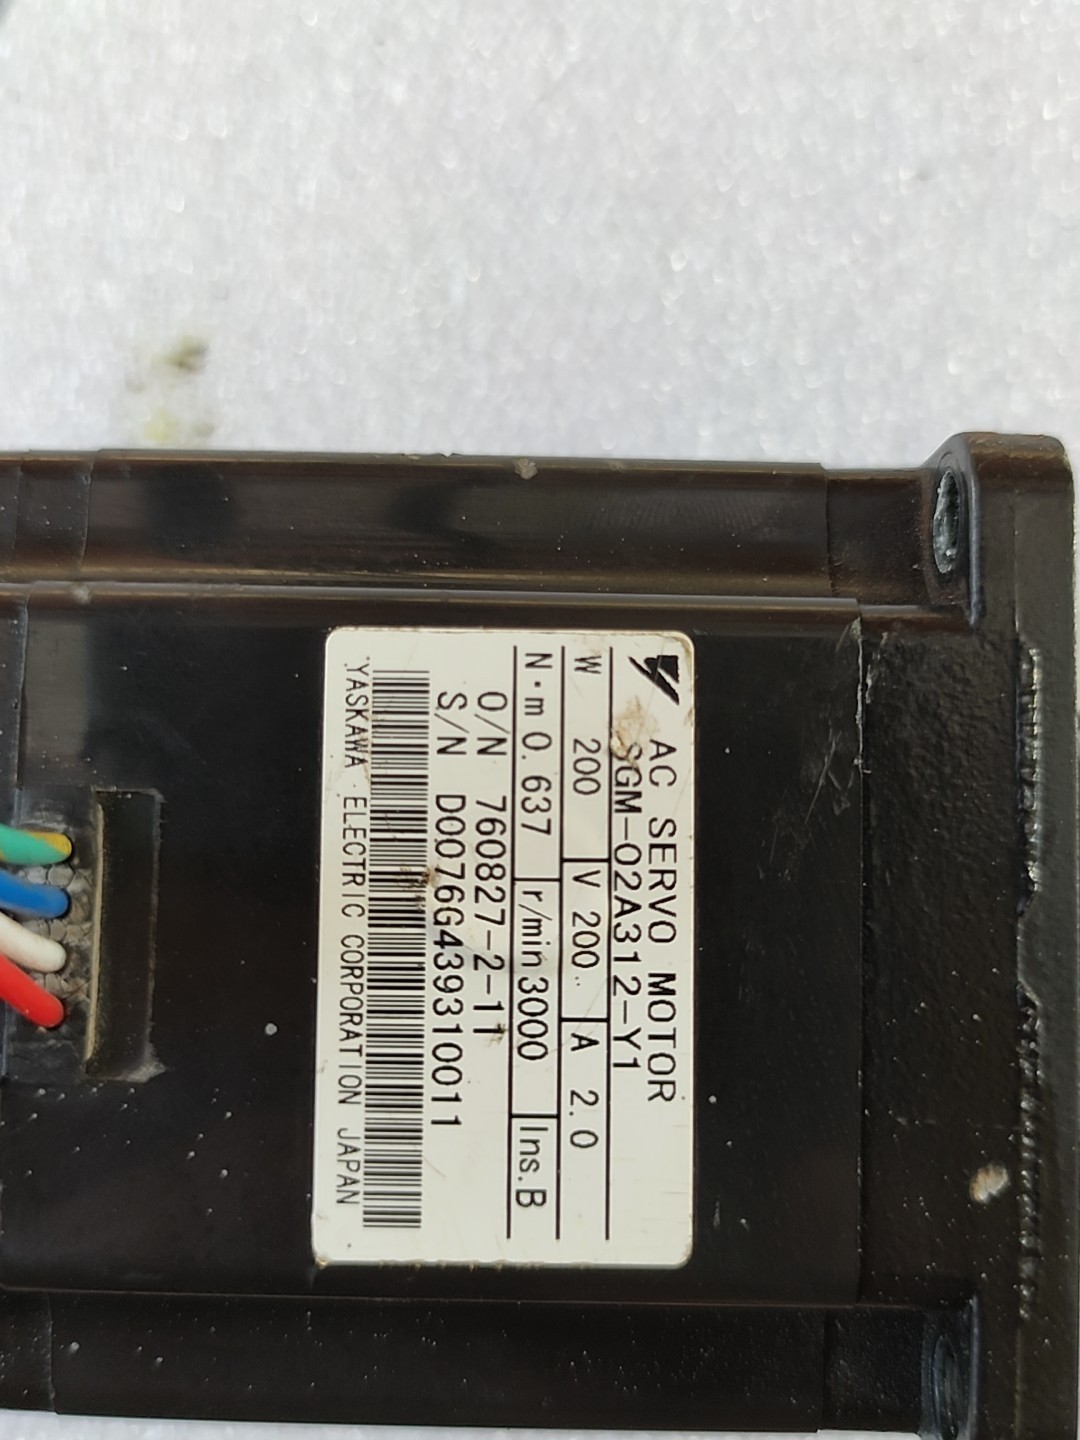 AC SERVO MOTOR
SGM-02A312-Y1
W 200 V 200. A 2.0
N·m 0.637 r/min 3000 Ins. B
O/N 760827-2-11
S/N D0076G439310011
YASKAWA ELECTRIC CORPORATION JAPAN